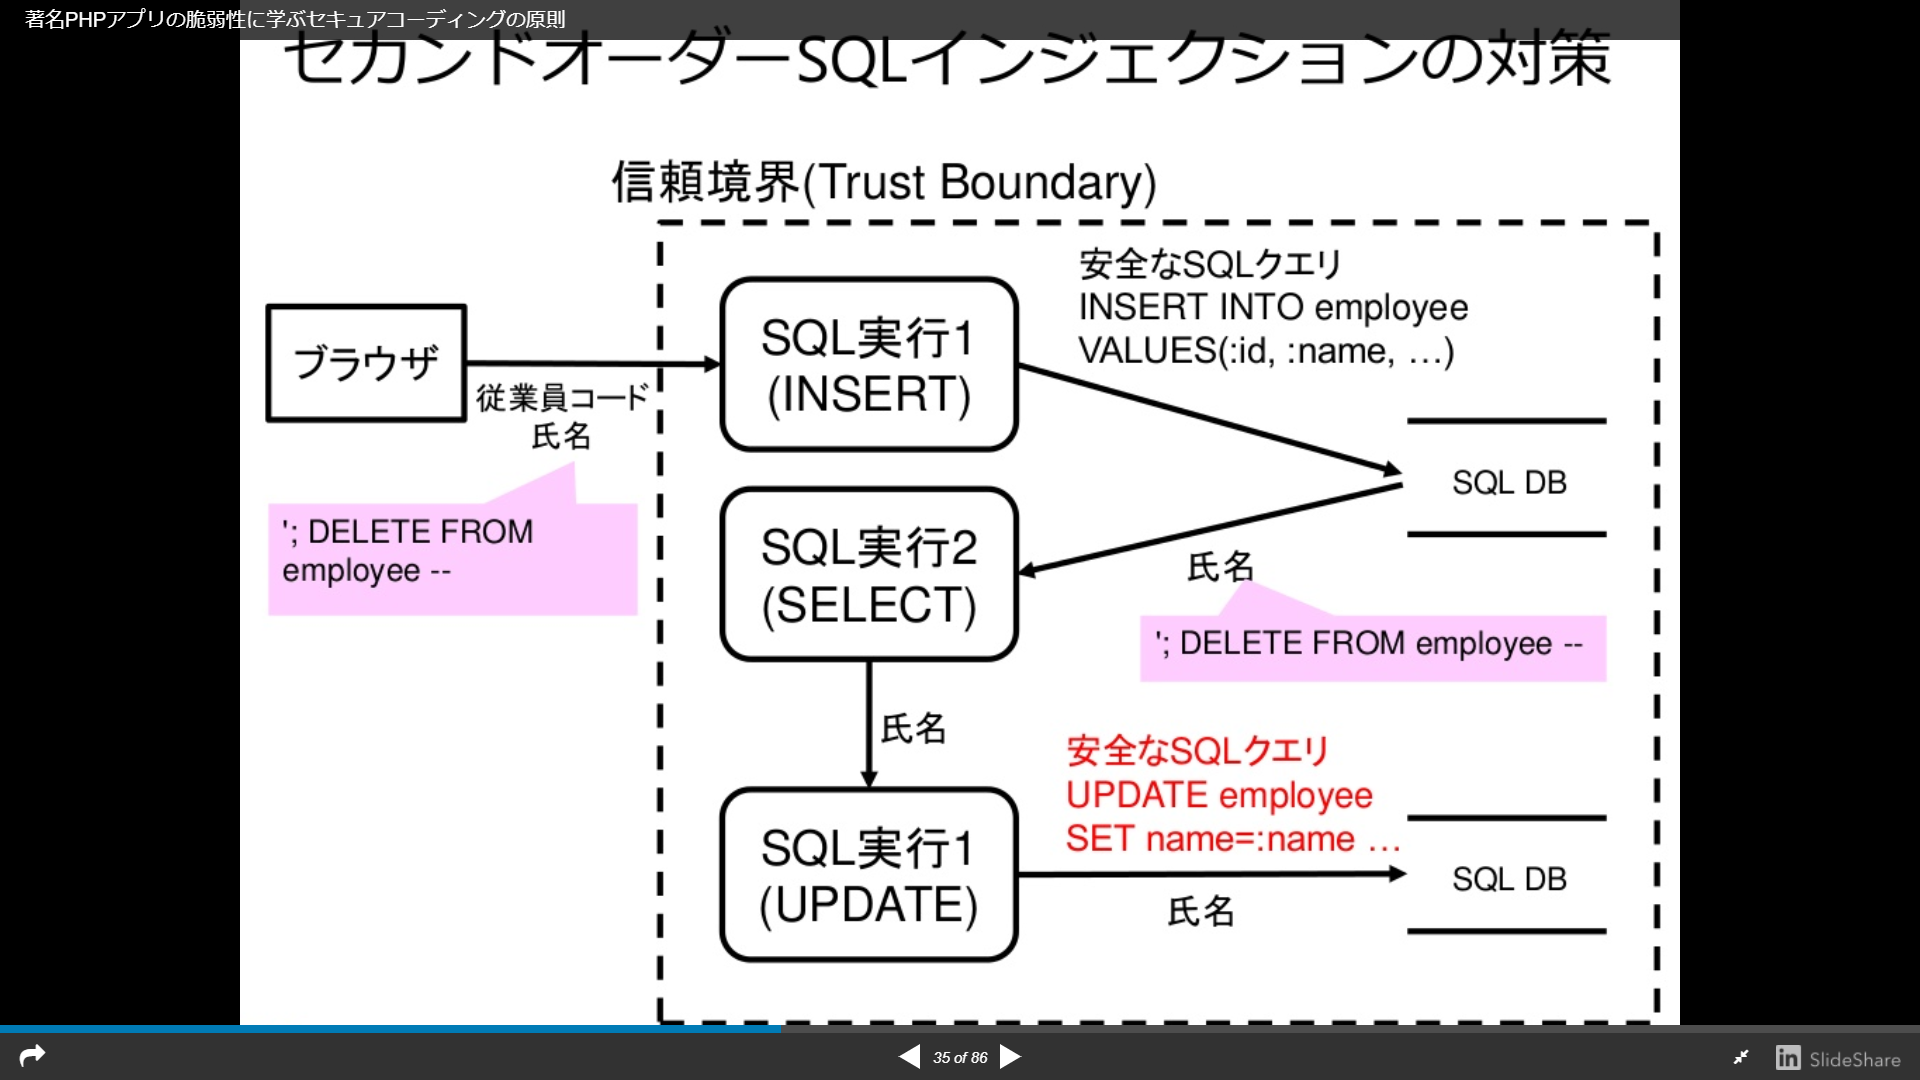 著名PHPアプリの脆弱性に学ぶセキュアコーディングの原則
セカンドオーダーSQLインジェクションの対策
信頼境界(Trust Boundary)
ブラウザ
従業員コード
氏名
'; DELETE FROM
employee --
SQL実行1
(INSERT)
安全なSQLクエリ
INSERT INTO employee
VALUES(:id, :name, …)
SQL DB
SQL実行2
(SELECT)
氏名
'; DELETE FROM employee --
氏名
SQL実行1
(UPDATE)
安全なSQLクエリ
UPDATE employee
SET name=:name …
氏名
SQL DB
35 of 86
in SlideShare